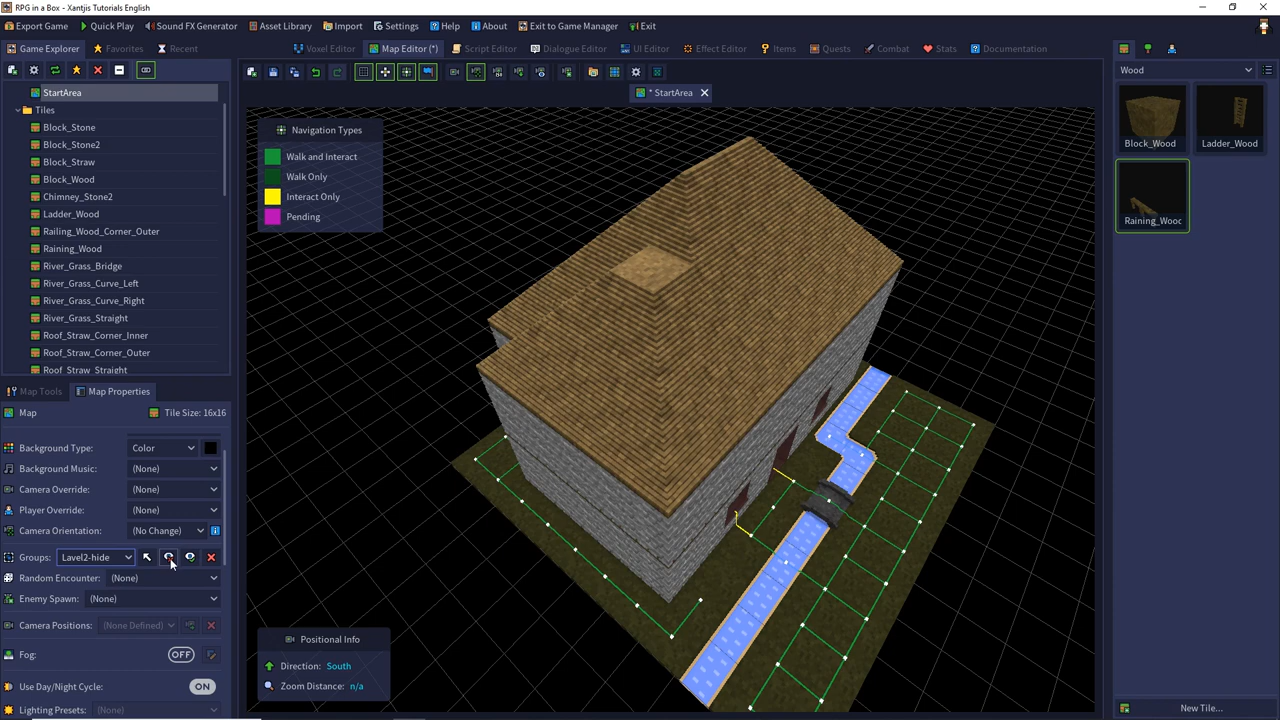 RPG in a Box - Xantjis Tutorials English
Export Game
Quick Play
Sound FX Generator
Asset Library
Import
Settings
Help
About
Exit to Game Manager
Exit
Game Explorer
Favorites
Recent
Voxel Editor
Map Editor (*)
Script Editor
Dialogue Editor
UI Editor
Effect Editor
Items
Quests
Combat
Stats
Documentation
* StartArea
StartArea
Tiles
Block_Stone
Block_Stone2
Block_Straw
Block_Wood
Chimney_Stone2
Ladder_Wood
Railing_Wood_Corner_Outer
Raining_Wood
River_Grass_Bridge
River_Grass_Curve_Left
River_Grass_Curve_Right
River_Grass_Straight
Roof_Straw_Corner_Inner
Roof_Straw_Corner_Outer
Roof_Straw_Straight
Map Tools
Map Properties
Map
Tile Size: 16x16
Background Type: Color
Background Music: (None)
Camera Override: (None)
Player Override: (None)
Camera Orientation: (No Change)
Groups: Lavel2-hide
Random Encounter: (None)
Enemy Spawn: (None)
Camera Positions: (None Defined)
Fog: OFF
Use Day/Night Cycle: ON
Lighting Presets: (None)
Navigation Types
Walk and Interact
Walk Only
Interact Only
Pending
Positional Info
Direction: South
Zoom Distance: n/a
Wood
Block_Wood
Ladder_Wood
Raining_Wood
New Tile...